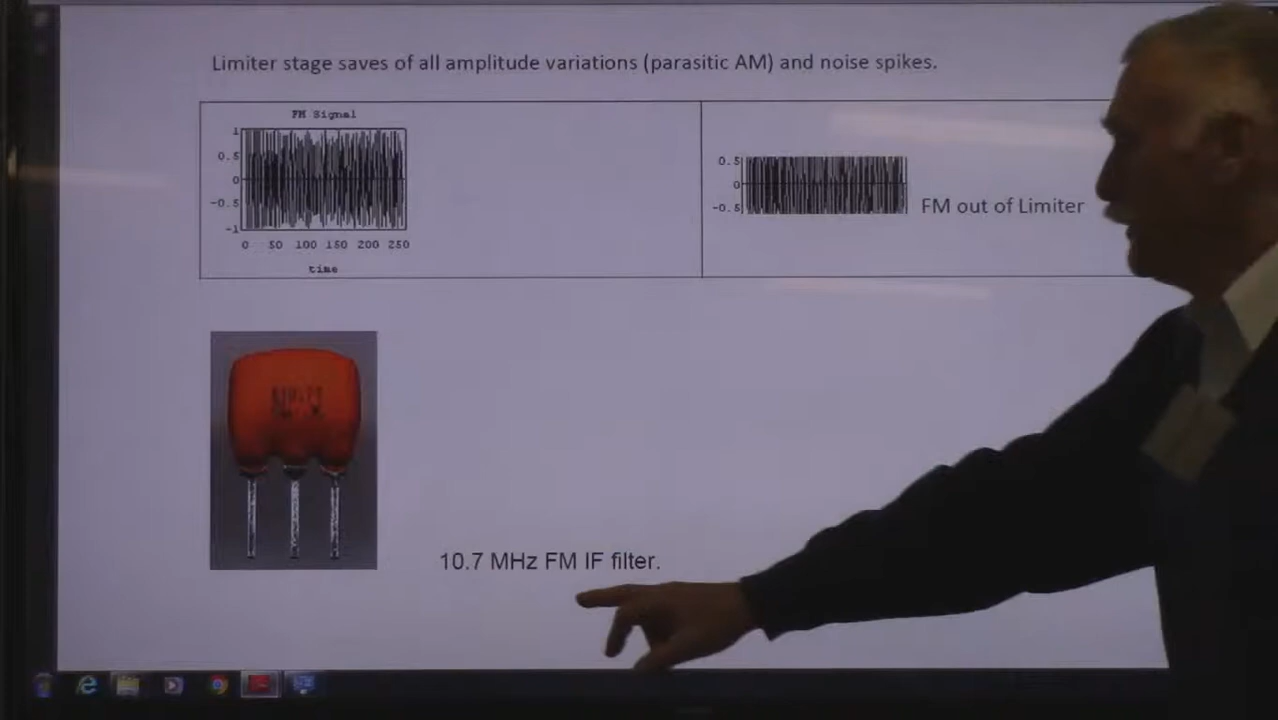 Limiter stage saves of all amplitude variations (parasitic AM) and noise spikes.
FM Signal
1
0.5
0
-0.5
-1
0 50 100 150 200 250
time
0.5
0
-0.5
FM out of Limiter
10.7 MHz FM IF filter.